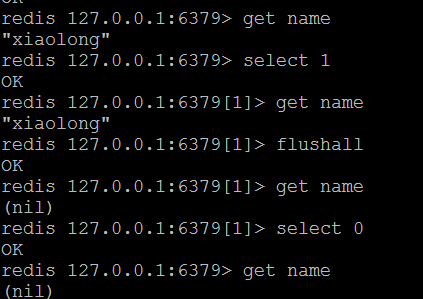 OK
redis 127.0.0.1:6379> get name
"xiaolong"
redis 127.0.0.1:6379> select 1
OK
redis 127.0.0.1:6379[1]> get name
"xiaolong"
redis 127.0.0.1:6379[1]> flushall
OK
redis 127.0.0.1:6379[1]> get name
(nil)
redis 127.0.0.1:6379[1]> select 0
OK
redis 127.0.0.1:6379> get name
(nil)